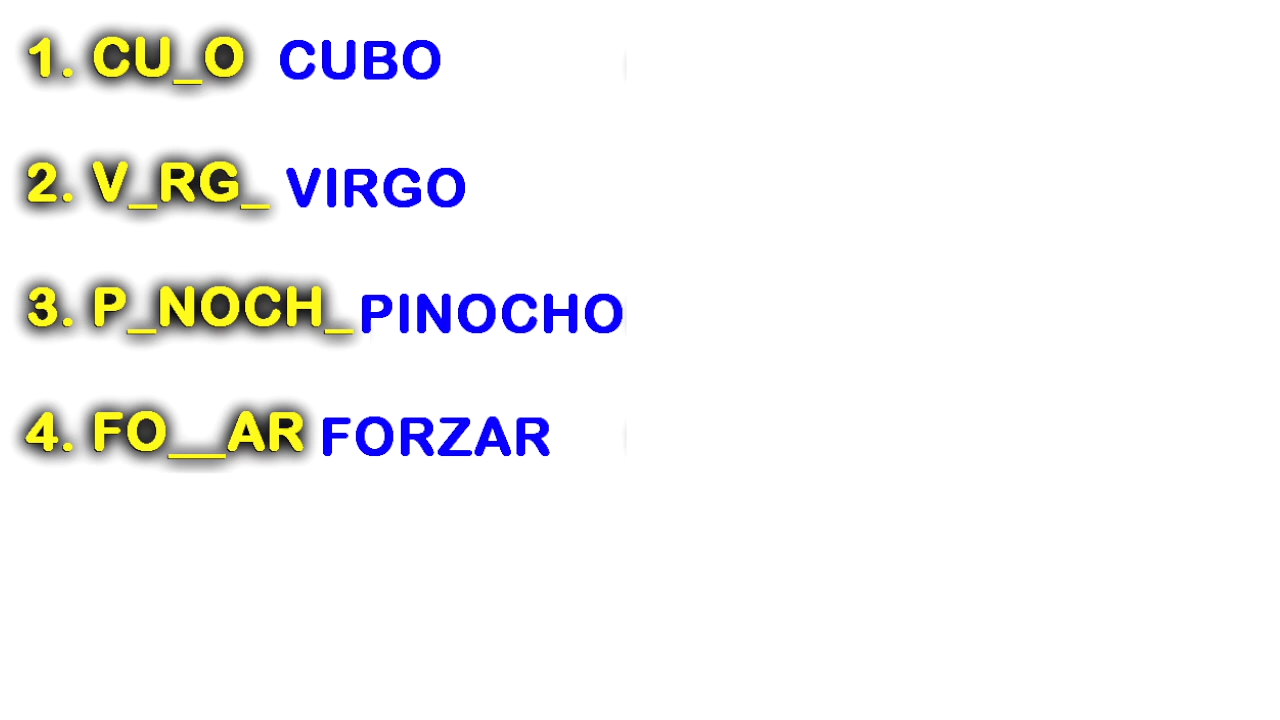 1. CU_O CUBO
2. V_RG_ VIRGO
3. P_NOCH_ PINOCHO
4. FO__AR FORZAR